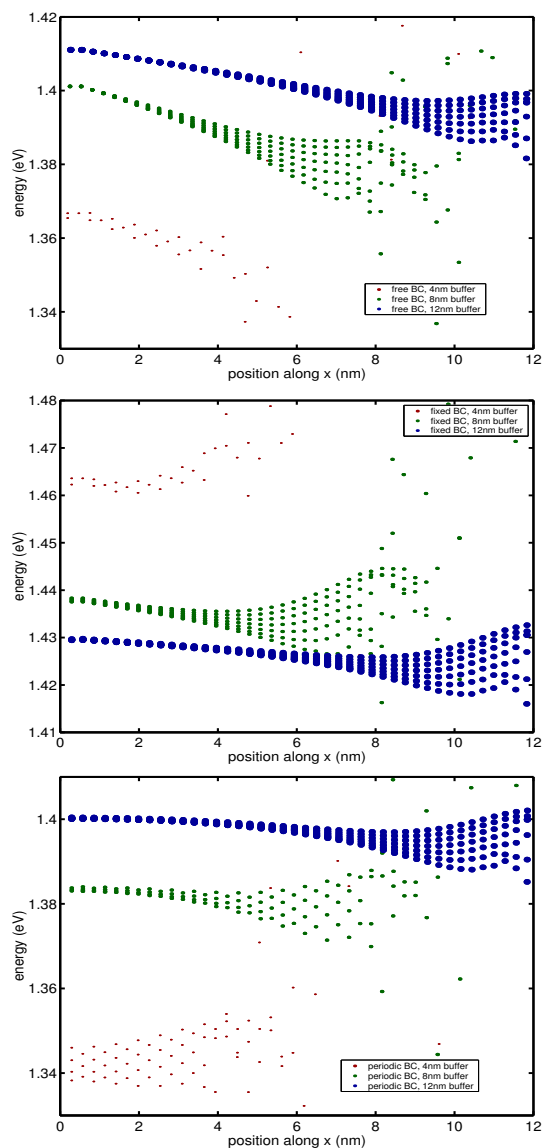 1.42
1.4
1.38
1.36
1.34
energy (eV)
free BC, 4nm buffer
free BC, 8nm buffer
free BC, 12nm buffer
0 2 4 6 8 10 12
position along x (nm)
1.48
1.47
1.46
1.45
1.44
1.43
1.42
1.41
energy (eV)
fixed BC, 4nm buffer
fixed BC, 8nm buffer
fixed BC, 12nm buffer
0 2 4 6 8 10 12
position along x (nm)
1.4
1.38
1.36
1.34
energy (eV)
periodic BC, 4nm buffer
periodic BC, 8nm buffer
periodic BC, 12nm buffer
0 2 4 6 8 10 12
position along x (nm)